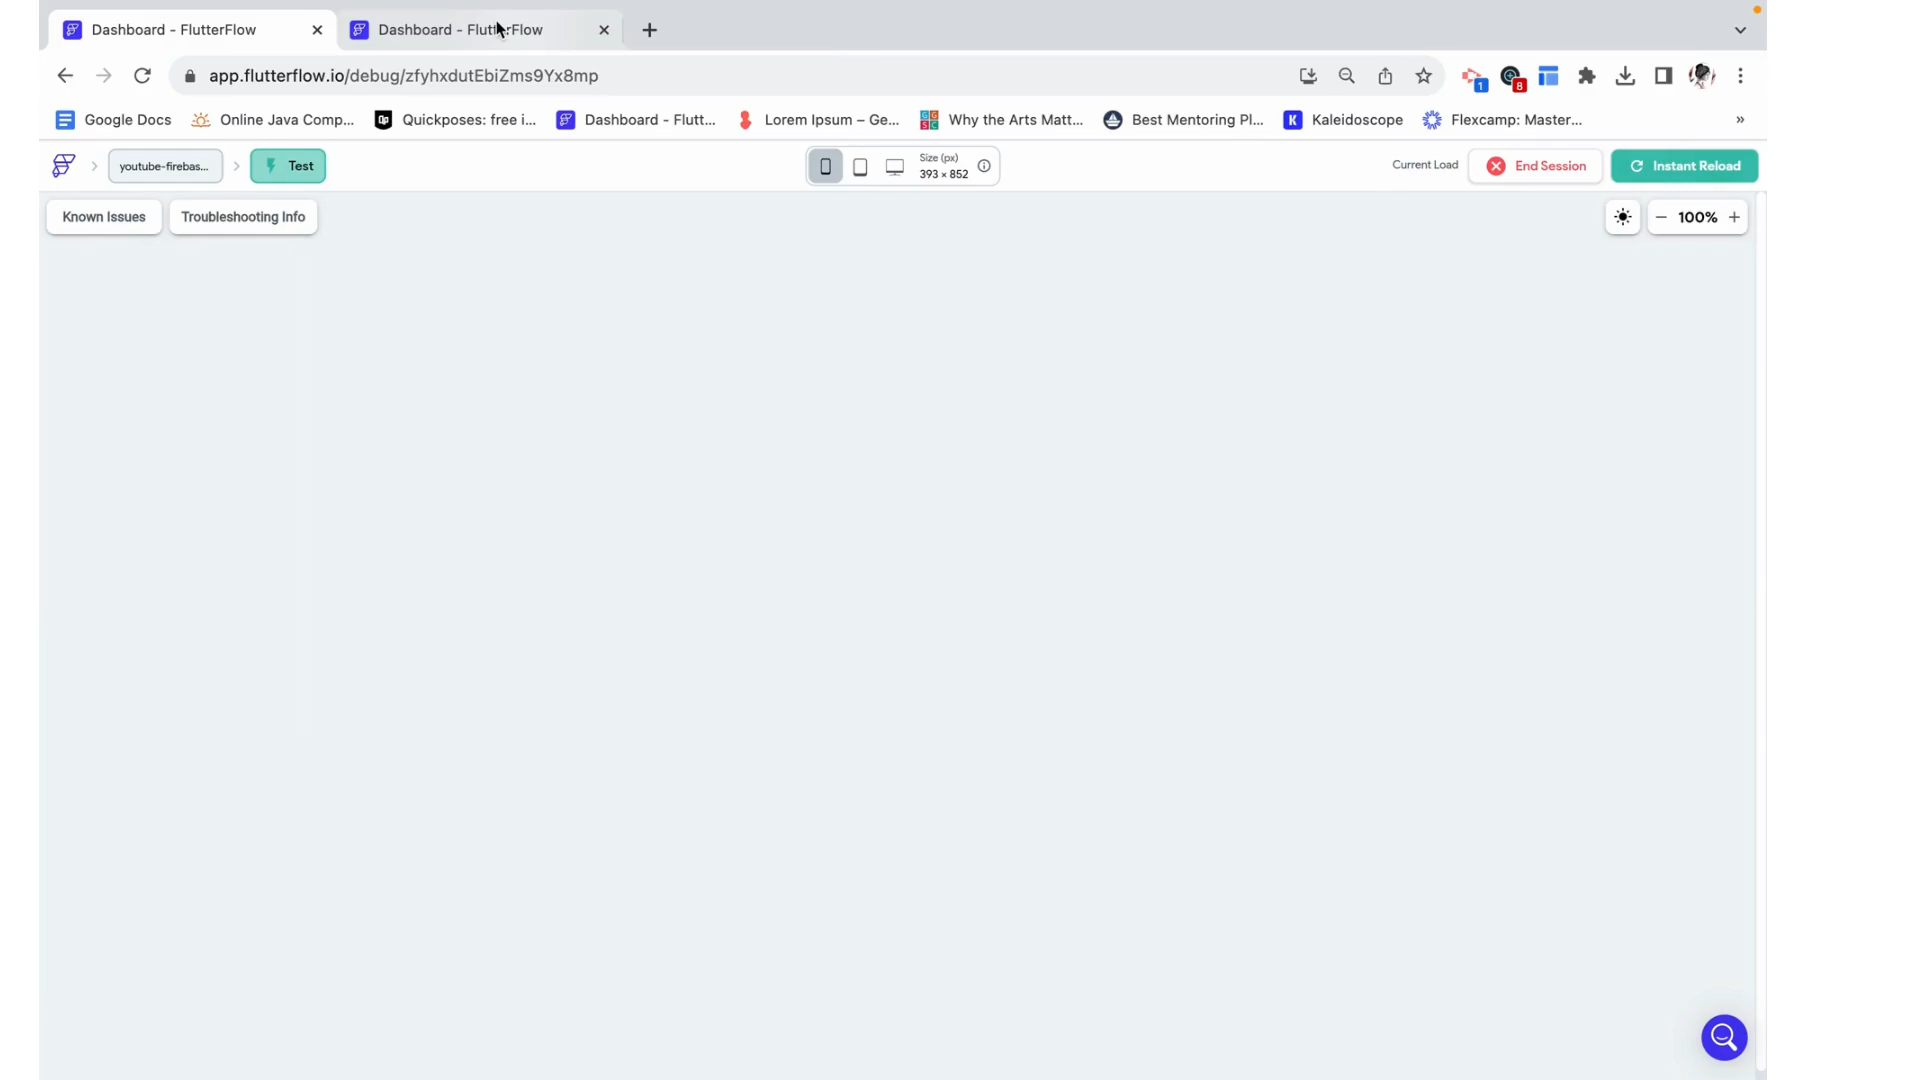 Dashboard - FlutterFlow
Dashboard - FlutterFlow
app.flutterflow.io/debug/zfyhxdutEbiZms9Yx8mp
1
8
Google Docs
Online Java Comp...
Quickposes: free i...
Dashboard - Flutt...
Lorem Ipsum – Ge...
Why the Arts Matt...
Best Mentoring Pl...
K
Kaleidoscope
Flexcamp: Master...
»
youtube-firebas...
Test
Size (px)
393 × 852
Current Load
End Session
Instant Reload
Known Issues
Troubleshooting Info
100%